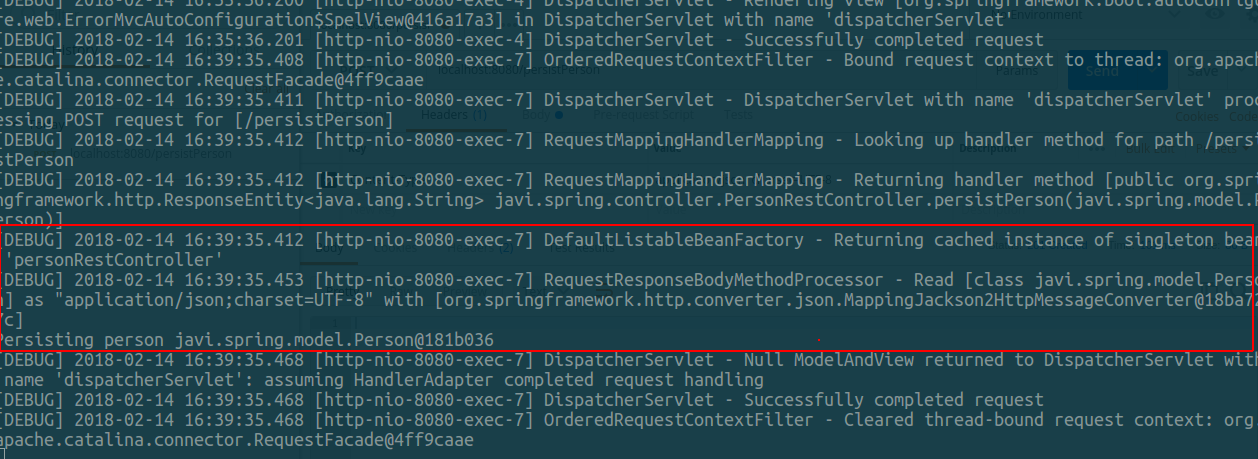 [DEBUG] 2018-02-14 16:35:36.200 [http-nio-8080-exec-4] DispatcherServlet - Rendering view [org.springframework.boot.autoconfigu
re.web.ErrorMvcAutoConfiguration$SpelView@416a17a3] in DispatcherServlet with name 'dispatcherServlet'
[DEBUG] 2018-02-14 16:35:36.201 [http-nio-8080-exec-4] DispatcherServlet - Successfully completed request
[DEBUG] 2018-02-14 16:39:35.408 [http-nio-8080-exec-7] OrderedRequestContextFilter - Bound request context to thread: org.apach
e.catalina.connector.RequestFacade@4ff9caae
[DEBUG] 2018-02-14 16:39:35.411 [http-nio-8080-exec-7] DispatcherServlet - DispatcherServlet with name 'dispatcherServlet' proc
essing POST request for [/persistPerson]
[DEBUG] 2018-02-14 16:39:35.412 [http-nio-8080-exec-7] RequestMappingHandlerMapping - Looking up handler method for path /persi
stPerson
[DEBUG] 2018-02-14 16:39:35.412 [http-nio-8080-exec-7] RequestMappingHandlerMapping - Returning handler method [public org.spri
ngframework.http.ResponseEntity<java.lang.String> javi.spring.controller.PersonRestController.persistPerson(javi.spring.model.P
erson)]
[DEBUG] 2018-02-14 16:39:35.412 [http-nio-8080-exec-7] DefaultListableBeanFactory - Returning cached instance of singleton bean
'personRestController'
[DEBUG] 2018-02-14 16:39:35.453 [http-nio-8080-exec-7] RequestResponseBodyMethodProcessor - Read [class javi.spring.model.Perso
n] as "application/json;charset=UTF-8" with [org.springframework.http.converter.json.MappingJackson2HttpMessageConverter@18ba72
7c]
Persisting person javi.spring.model.Person@181b036
[DEBUG] 2018-02-14 16:39:35.468 [http-nio-8080-exec-7] DispatcherServlet - Null ModelAndView returned to DispatcherServlet with
name 'dispatcherServlet': assuming HandlerAdapter completed request handling
[DEBUG] 2018-02-14 16:39:35.468 [http-nio-8080-exec-7] DispatcherServlet - Successfully completed request
[DEBUG] 2018-02-14 16:39:35.468 [http-nio-8080-exec-7] OrderedRequestContextFilter - Cleared thread-bound request context: org.
apache.catalina.connector.RequestFacade@4ff9caae